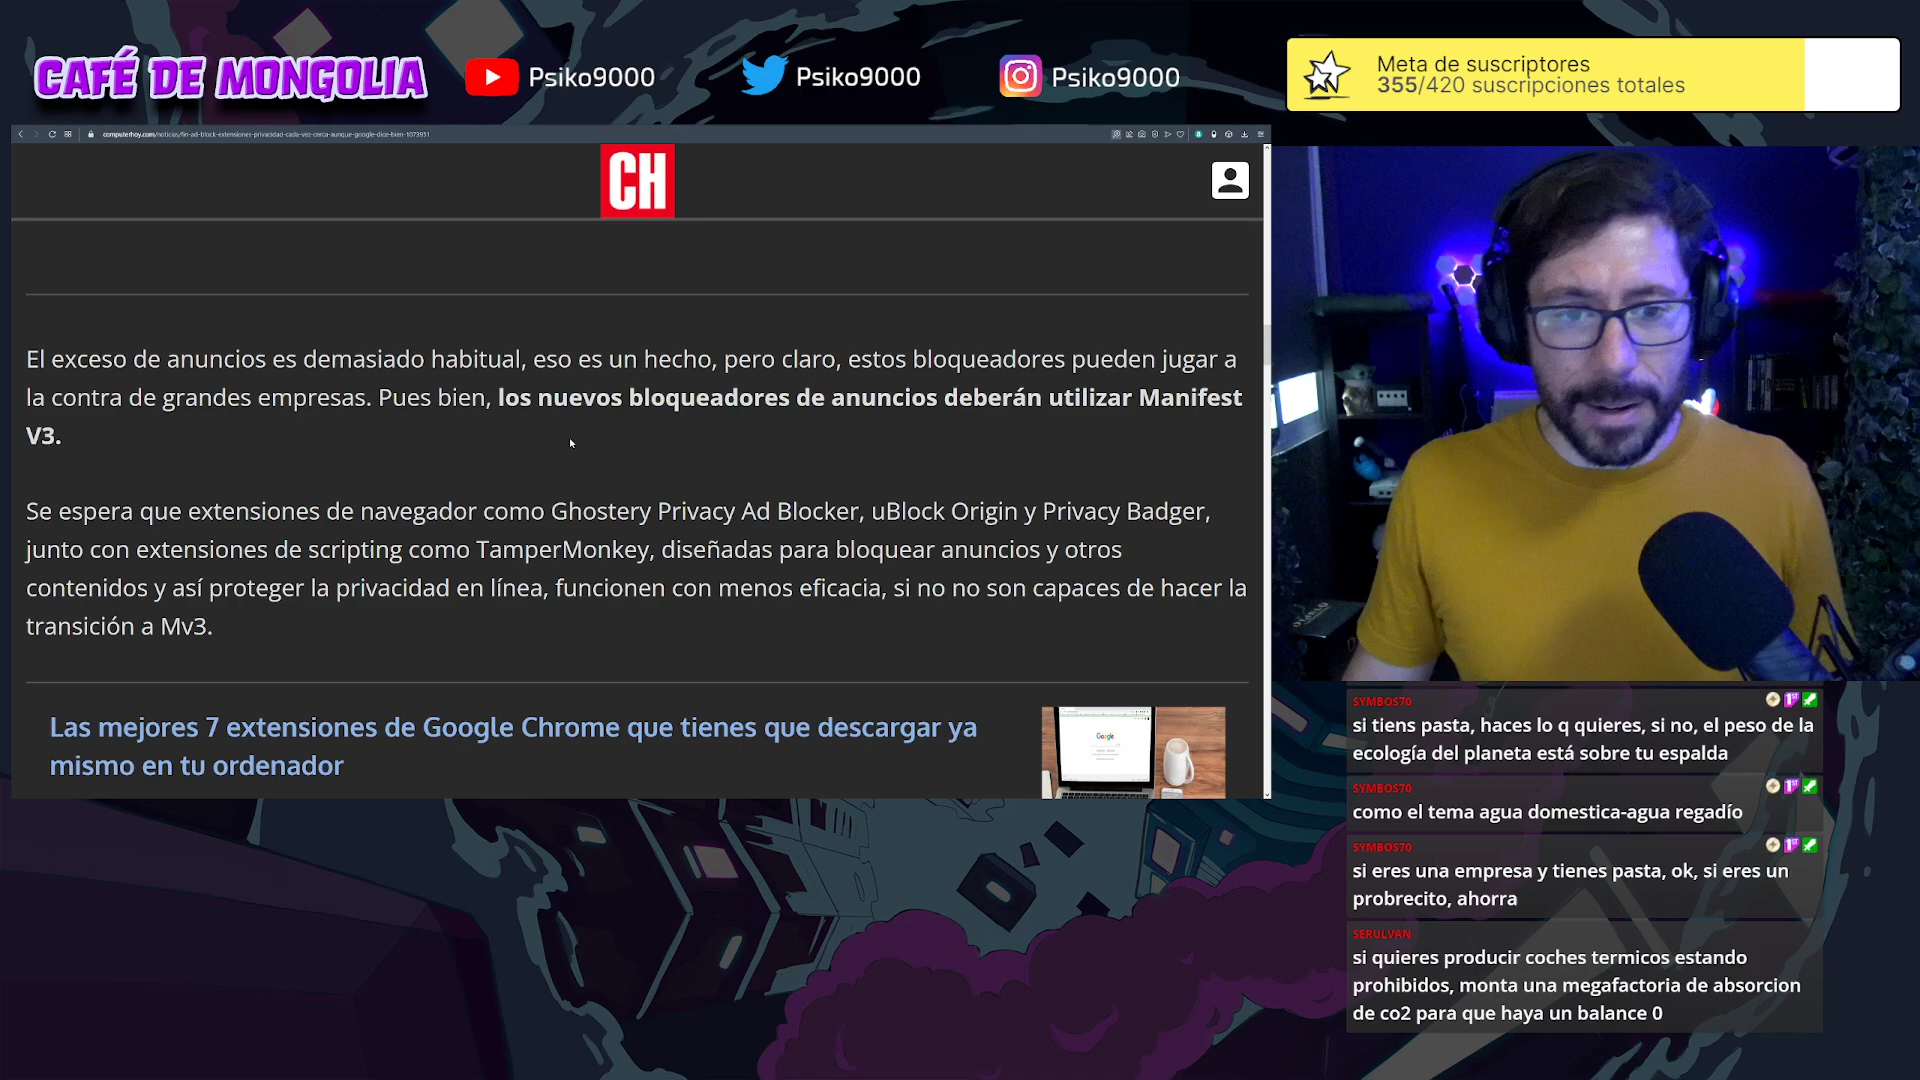 CAFÉ DE MONGOLIA
Psiko9000
Psiko9000
Psiko9000
Meta de suscriptores
355/420 suscripciones totales
computerhoy.com/noticias/fin-ad-block-extensiones-privacidad-cada-vez-cerca-aunque-google-dice-bien-1073951
CH
El exceso de anuncios es demasiado habitual, eso es un hecho, pero claro, estos bloqueadores pueden jugar a
la contra de grandes empresas. Pues bien, los nuevos bloqueadores de anuncios deberán utilizar Manifest
V3.
Se espera que extensiones de navegador como Ghostery Privacy Ad Blocker, uBlock Origin y Privacy Badger,
junto con extensiones de scripting como TamperMonkey, diseñadas para bloquear anuncios y otros
contenidos y así proteger la privacidad en línea, funcionen con menos eficacia, si no no son capaces de hacer la
transición a Mv3.
Las mejores 7 extensiones de Google Chrome que tienes que descargar ya
mismo en tu ordenador
Google
SYMBOS70
si tiens pasta, haces lo q quieres, si no, el peso de la
ecología del planeta está sobre tu espalda
SYMBOS70
como el tema agua domestica-agua regadío
SYMBOS70
si eres una empresa y tienes pasta, ok, si eres un
probrecito, ahorra
SERULVAN
si quieres producir coches termicos estando
prohibidos, monta una megafactoria de absorcion
de co2 para que haya un balance 0